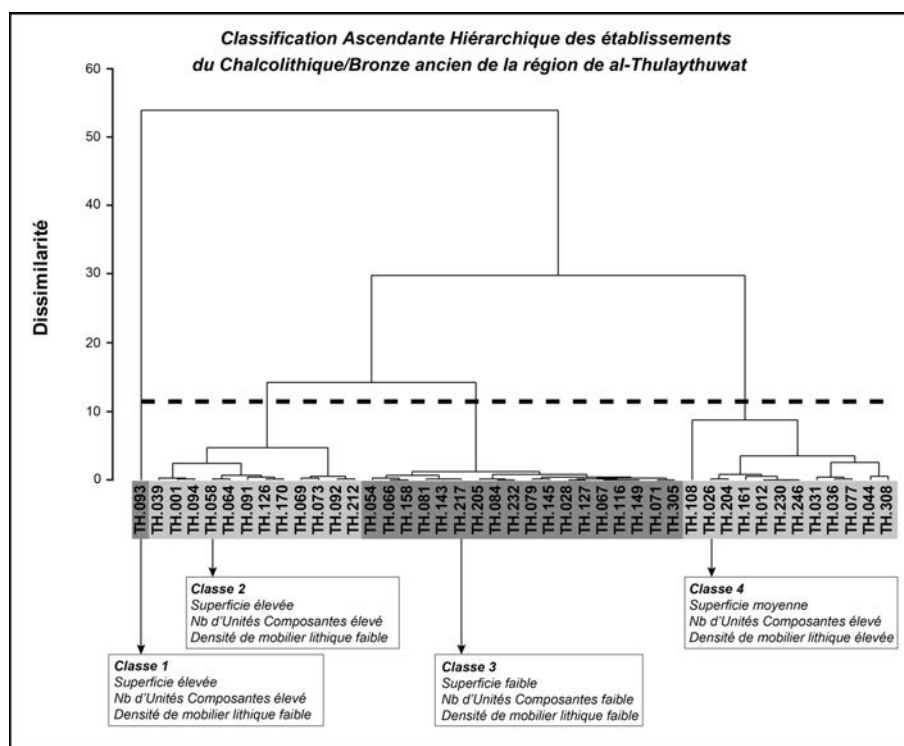 Classification Ascendante Hiérarchique des établissements
du Chalcolithique/Bronze ancien de la région de al-Thulaythuwat
60
50
40
30
20
10
0
Dissimilarité
TH.093
TH.039
TH.001
TH.094
TH.058
TH.064
TH.091
TH.126
TH.170
TH.069
TH.073
TH.092
TH.212
TH.054
TH.066
TH.158
TH.081
TH.143
TH.217
TH.205
TH.084
TH.232
TH.079
TH.145
TH.028
TH.127
TH.067
TH.116
TH.149
TH.071
TH.305
TH.108
TH.026
TH.204
TH.161
TH.012
TH.230
TH.246
TH.031
TH.036
TH.077
TH.044
TH.308
Classe 2
Superficie élevée
Nb d'Unités Composantes élevé
Densité de mobilier lithique faible
Classe 4
Superficie moyenne
Nb d'Unités Composantes élevé
Densité de mobilier lithique élevée
Classe 1
Superficie élevée
Nb d'Unités Composantes élevé
Densité de mobilier lithique faible
Classe 3
Superficie faible
Nb d'Unités Composantes faible
Densité de mobilier lithique faible